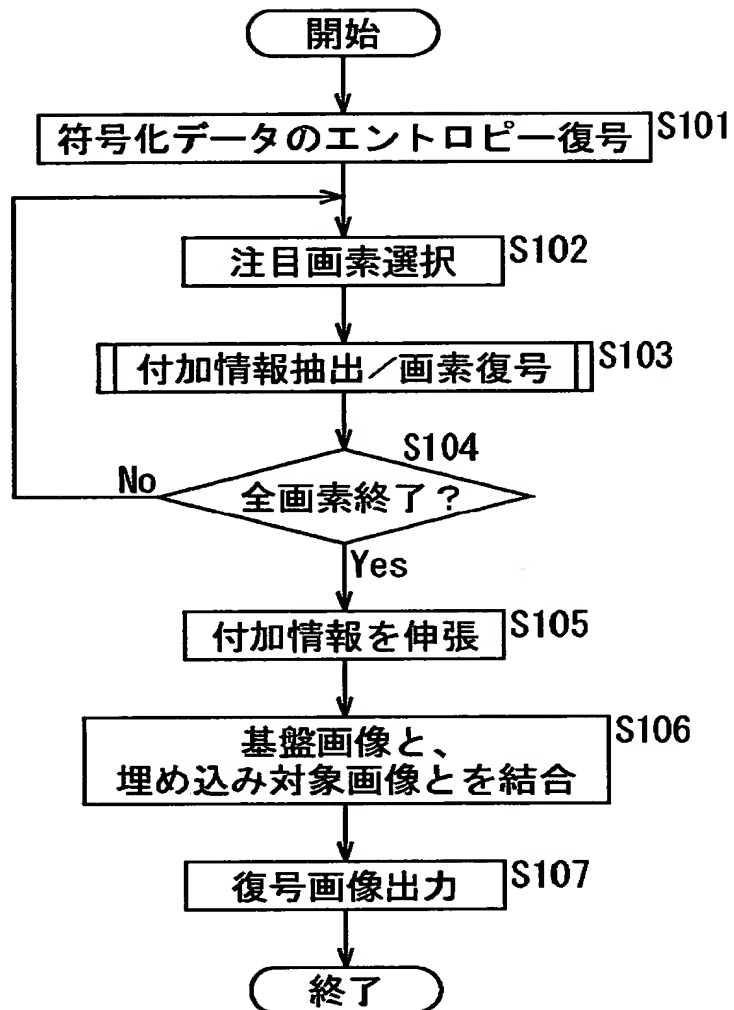 開始
符号化データのエントロピー復号
S101
注目画素選択
S102
付加情報抽出／画素復号
S103
S104
No
全画素終了？
Yes
付加情報を伸張
S105
基盤画像と、
埋め込み対象画像とを結合
S106
復号画像出力
S107
終了